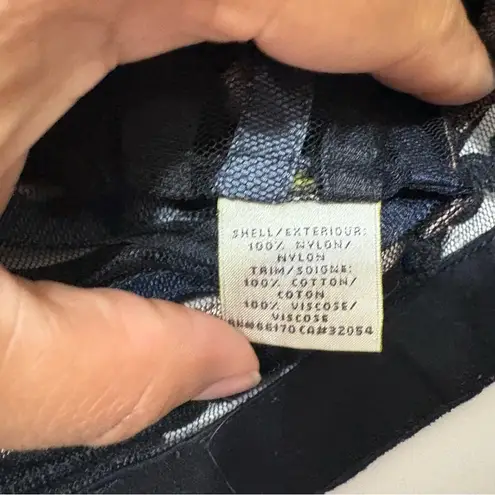 SHELL/EXTERIOUR:
100% NYLON/
NYLON
TRIM/SOIGNE:
100% COTTON/
COTON
100% VISCOSE/
VISCOSE
RN#66170 CA#32054